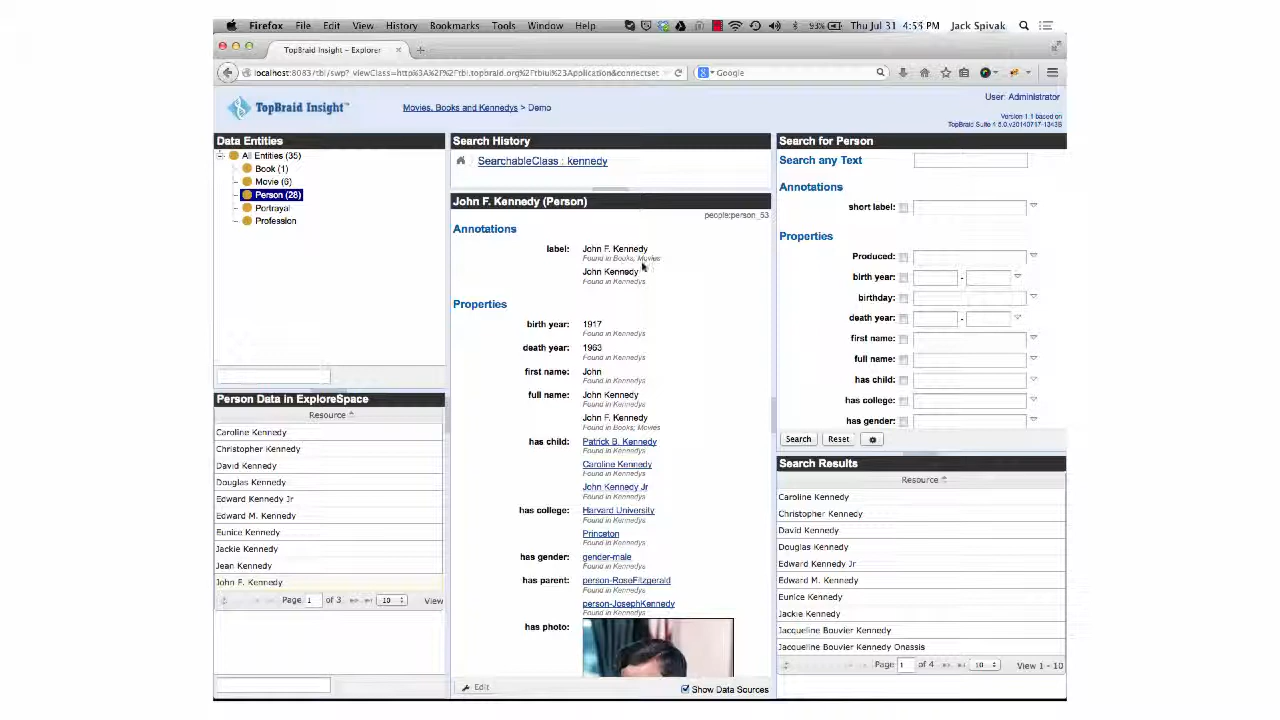 Firefox File Edit View History Bookmarks Tools Window Help 93% Thu Jul 31 4:55 PM Jack Spivak
TopBraid Insight – Explorer
Google
User: Administrator
TopBraid Insight™
Movies, Books and Kennedys > Demo
Version 1.1 based on
Data Entities
All Entities (35)
Book (1)
Movie (6)
Person (28)
Portrayal
Profession
Person Data in ExploreSpace
Resource
Caroline Kennedy
Christopher Kennedy
David Kennedy
Douglas Kennedy
Edward Kennedy Jr
Edward M. Kennedy
Eunice Kennedy
Jackie Kennedy
Jean Kennedy
John F. Kennedy
Page 1 of 3 10 View
Search History
SearchableClass : kennedy
John F. Kennedy (Person)
people:person_53
Annotations
label: John F. Kennedy
Found in Books, Movies
John Kennedy
Found in Kennedys
Properties
birth year: 1917
Found in Kennedys
death year: 1963
Found in Kennedys
first name: John
Found in Kennedys
full name: John Kennedy
Found in Kennedys
John F. Kennedy
Found in Books, Movies
has child: Patrick B. Kennedy
Found in Kennedys
Caroline Kennedy
Found in Kennedys
John Kennedy Jr
Found in Kennedys
has college: Harvard University
Found in Kennedys
Princeton
Found in Kennedys
has gender: gender-male
Found in Kennedys
has parent: person-RoseFitzgerald
Found in Kennedys
person-JosephKennedy
Found in Kennedys
has photo:
Edit Show Data Sources
Search for Person
Search any Text
Annotations
short label:
Properties
Produced:
birth year: -
birthday:
death year: -
first name:
full name:
has child:
has college:
has gender:
Search Reset
Search Results
Resource
Caroline Kennedy
Christopher Kennedy
David Kennedy
Douglas Kennedy
Edward Kennedy Jr
Edward M. Kennedy
Eunice Kennedy
Jackie Kennedy
Jacqueline Bouvier Kennedy
Jacqueline Bouvier Kennedy Onassis
Page 1 of 4 10 View 1 - 10